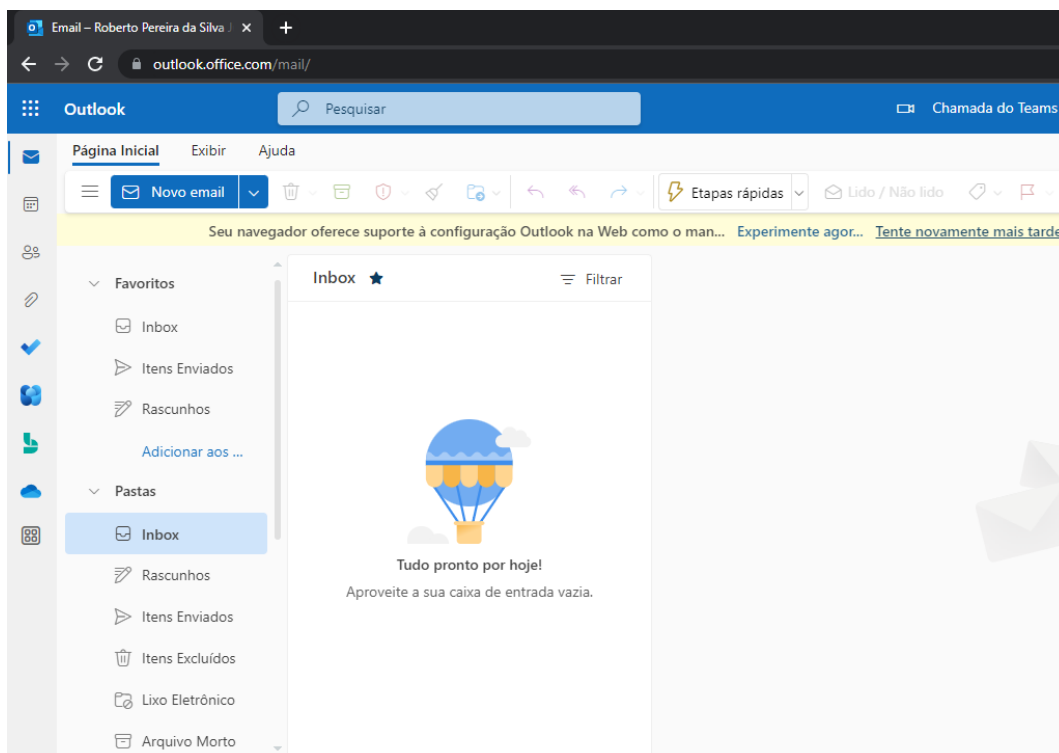 Email – Roberto Pereira da Silva J
outlook.office.com/mail/
Outlook
Pesquisar
Chamada do Teams
Página Inicial Exibir Ajuda
Novo email
Etapas rápidas
Lido / Não lido
Seu navegador oferece suporte à configuração Outlook na Web como o man... Experimente agor... Tente novamente mais tarde
Favoritos
Inbox
Itens Enviados
Rascunhos
Adicionar aos ...
Pastas
Inbox
Rascunhos
Itens Enviados
Itens Excluídos
Lixo Eletrônico
Arquivo Morto
Inbox
Filtrar
Tudo pronto por hoje!
Aproveite a sua caixa de entrada vazia.